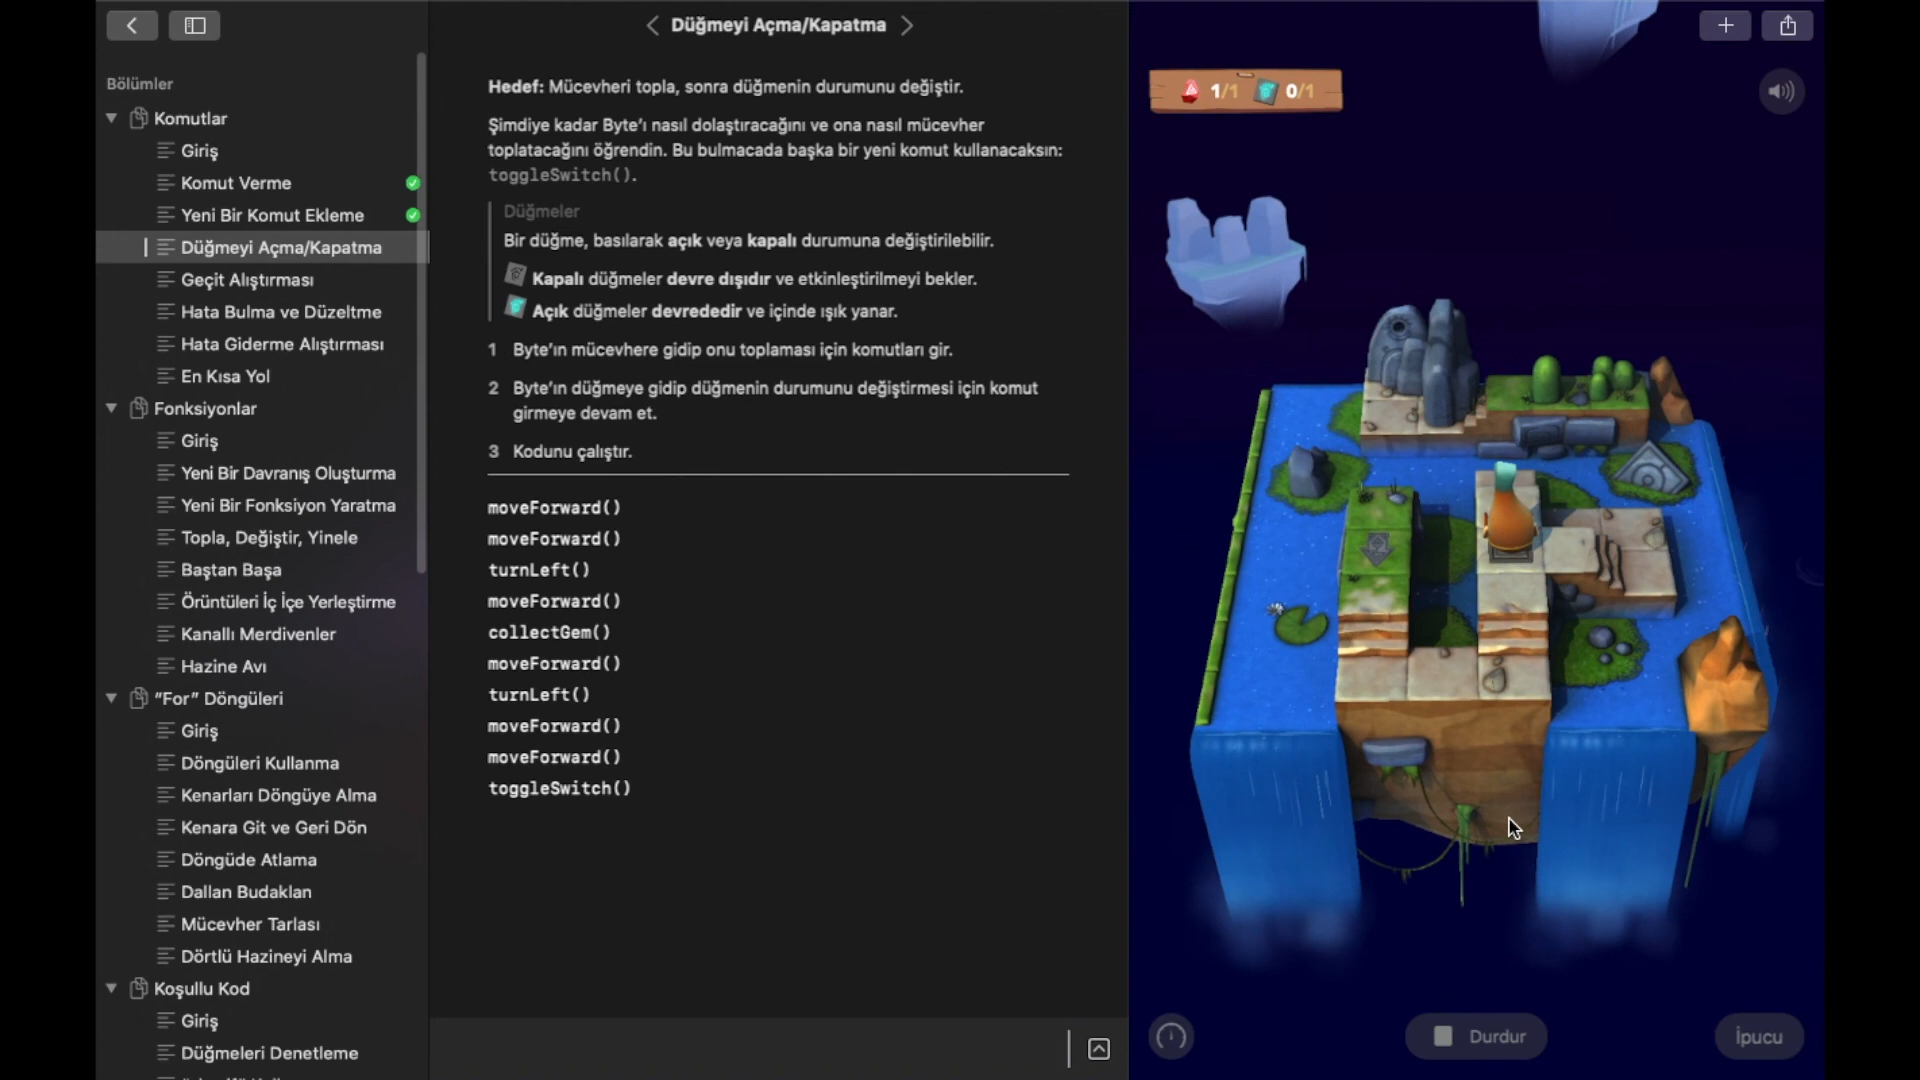 Bölümler
Komutlar
Giriş
Komut Verme
Yeni Bir Komut Ekleme
Düğmeyi Açma/Kapatma
Geçit Alıştırması
Hata Bulma ve Düzeltme
Hata Giderme Alıştırması
En Kısa Yol
Fonksiyonlar
Giriş
Yeni Bir Davranış Oluşturma
Yeni Bir Fonksiyon Yaratma
Topla, Değiştir, Yinele
Baştan Başa
Örüntüleri İç İçe Yerleştirme
Kanallı Merdivenler
Hazine Avı
"For" Döngüleri
Giriş
Döngüleri Kullanma
Kenarları Döngüye Alma
Kenara Git ve Geri Dön
Döngüde Atlama
Dallan Budaklan
Mücevher Tarlası
Dörtlü Hazineyi Alma
Koşullu Kod
Giriş
Düğmeleri Denetleme
Düğmeyi Açma/Kapatma
Hedef: Mücevheri topla, sonra düğmenin durumunu değiştir.
Şimdiye kadar Byte'ı nasıl dolaştıracağını ve ona nasıl mücevher
toplatacağını öğrendin. Bu bulmacada başka bir yeni komut kullanacaksın:
toggleSwitch().
Düğmeler
Bir düğme, basılarak açık veya kapalı durumuna değiştirilebilir.
Kapalı düğmeler devre dışıdır ve etkinleştirilmeyi bekler.
Açık düğmeler devrededir ve içinde ışık yanar.
1 Byte'ın mücevhere gidip onu toplaması için komutları gir.
2 Byte'ın düğmeye gidip düğmenin durumunu değiştirmesi için komut
girmeye devam et.
3 Kodunu çalıştır.
moveForward()
moveForward()
turnLeft()
moveForward()
collectGem()
moveForward()
turnLeft()
moveForward()
moveForward()
toggleSwitch()
1/1 0/1
Durdur
İpucu